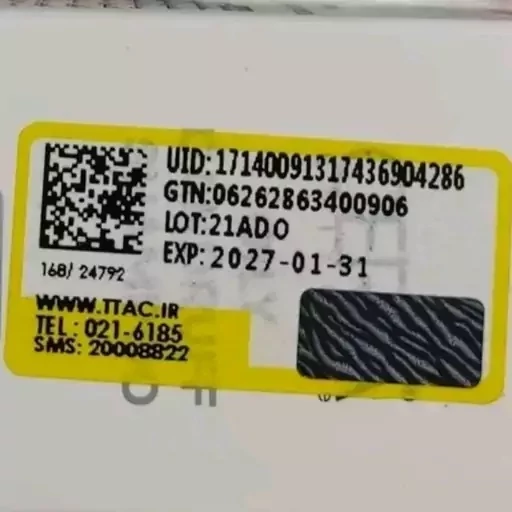 UID:17140091317436904286
GTN:06262863400906
LOT:21ADO
EXP: 2027-01-31
168/ 24792
WWW.TTAC.IR
TEL: 021-6185
SMS: 20008822